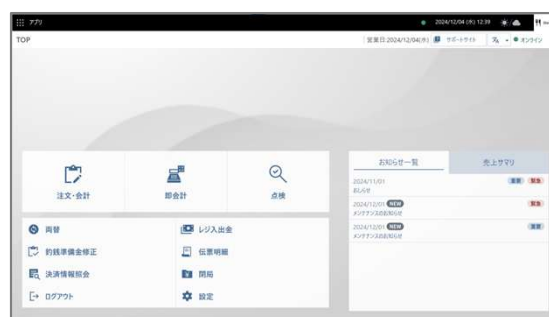 アプリ
2024/12/04 (水) 12:39
TOP
営業日:2024/12/04(水) サポートサイト オンライン
お知らせ一覧 売上サマリ
注文・会計 即会計 点検
2024/11/01 重要 緊急
お知らせ
2024/12/01 NEW 緊急
メンテナンスのお知らせ
2024/12/01 NEW 重要
メンテナンスのお知らせ
両替 レジ入出金
釣銭準備金修正 伝票明細
決済情報照会 閉局
ログアウト 設定